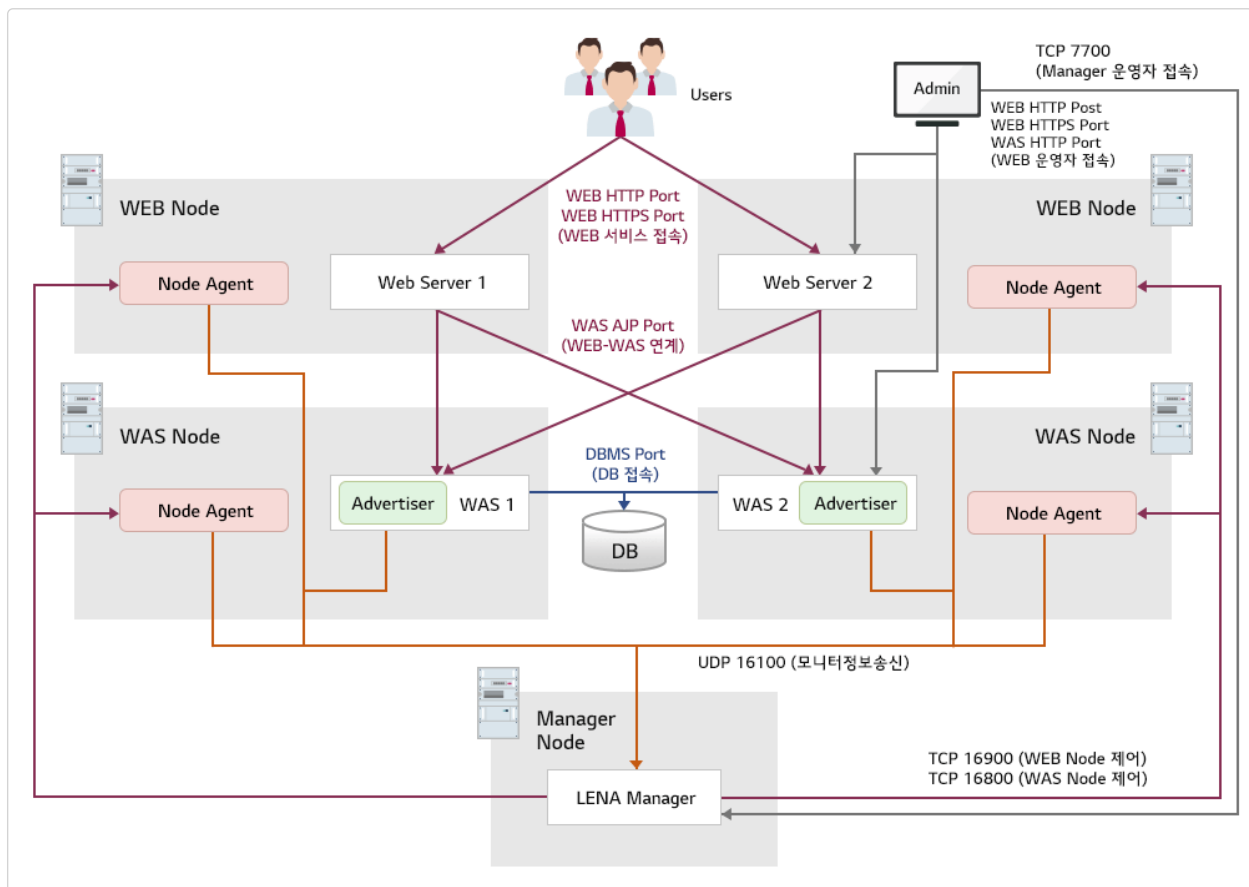 TCP 7700
(Manager 운영자 접속)
Admin
Users
WEB HTTP Post
WEB HTTPS Port
WAS HTTP Port
(WEB 운영자 접속)
WEB Node
WEB HTTP Port
WEB HTTPS Port
(WEB 서비스 접속)
WEB Node
Node Agent
Web Server 1
Web Server 2
Node Agent
WAS AJP Port
(WEB-WAS 연계)
WAS Node
WAS Node
DBMS Port
(DB 접속)
Node Agent
Advertiser
WAS 1
WAS 2
Advertiser
Node Agent
DB
UDP 16100 (모니터정보송신)
Manager
Node
TCP 16900 (WEB Node 제어)
TCP 16800 (WAS Node 제어)
LENA Manager